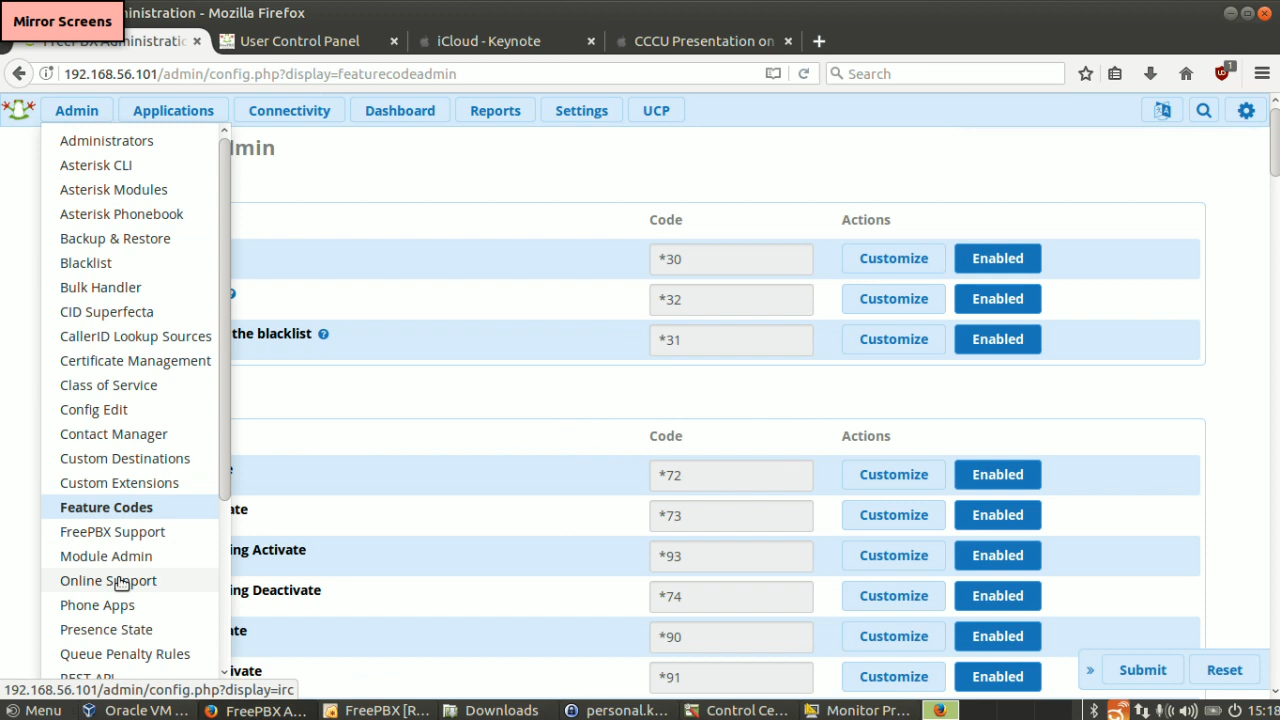 Mirror Screens
ministration - Mozilla Firefox
FreePBX Administratio
User Control Panel
iCloud - Keynote
CCCU Presentation on
192.168.56.101/admin/config.php?display=featurecodeadmin
Search
1
Admin
Applications
Connectivity
Dashboard
Reports
Settings
UCP
Administrators
Asterisk CLI
Asterisk Modules
Asterisk Phonebook
Backup & Restore
Blacklist
Bulk Handler
CID Superfecta
CallerID Lookup Sources
Certificate Management
Class of Service
Config Edit
Contact Manager
Custom Destinations
Custom Extensions
Feature Codes
FreePBX Support
Module Admin
Online Support
Phone Apps
Presence State
Queue Penalty Rules
REST API
dmin
Code Actions
*30 Customize Enabled
*32 Customize Enabled
the blacklist *31 Customize Enabled
Code Actions
*72 Customize Enabled
ate *73 Customize Enabled
ing Activate *93 Customize Enabled
ing Deactivate *74 Customize Enabled
ate *90 Customize Enabled
ivate *91 Customize Enabled
» Submit Reset
192.168.56.101/admin/config.php?display=irc
Menu
Oracle VM ...
FreePBX A...
FreePBX [R...
Downloads
personal.k...
Control Ce...
Monitor Pr...
15:18